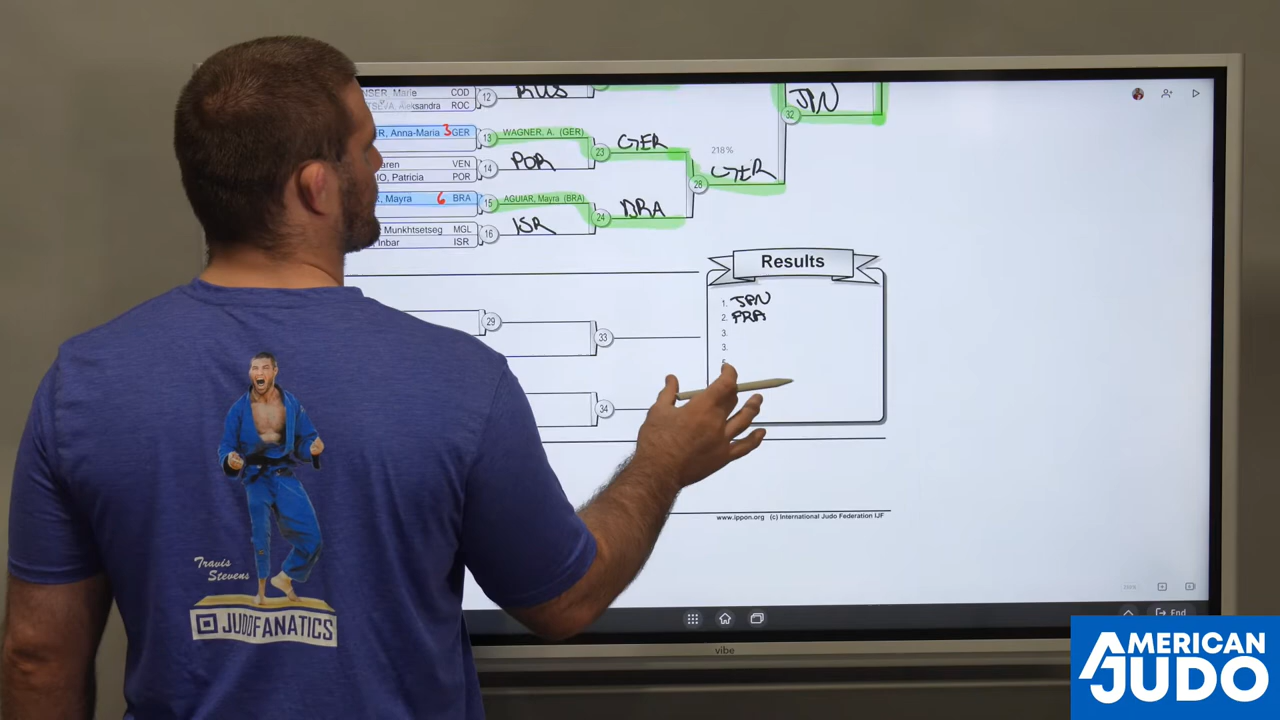 NSER, Marie COD
TSEVA, Aleksandra ROC
12
RUS
R, Anna-Maria 3 GER
13
WAGNER, A. (GER)
23
GER
aren VEN
IO, Patricia POR
14
POR
R, Mayra 6 BRA
15
AGUIAR, Mayra (BRA)
24
BRA
Munkhtsetseg MGL
Inbar ISR
16
ISR
28
GER
218%
32
JPN
29
33
34
Results
1. JPN
2. FRA
3.
3.
5.
www.ippon.org (c) International Judo Federation IJF
End
vibe
Travis
Stevens
JUDOFANATICS
AMERICAN
JUDO